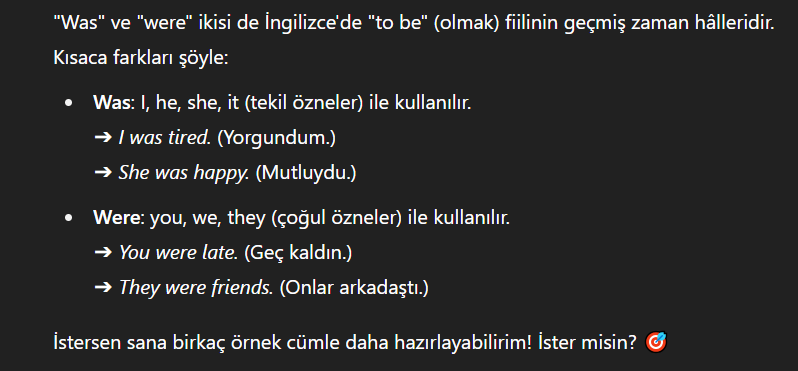 "Was" ve "were" ikisi de İngilizce'de "to be" (olmak) fiilinin geçmiş zaman hâlleridir.
Kısaca farkları şöyle:
• Was: I, he, she, it (tekil özneler) ile kullanılır.
➔ I was tired. (Yorgundum.)
➔ She was happy. (Mutluydu.)
• Were: you, we, they (çoğul özneler) ile kullanılır.
➔ You were late. (Geç kaldın.)
➔ They were friends. (Onlar arkadaştı.)
İstersen sana birkaç örnek cümle daha hazırlayabilirim! İster misin? 🎯